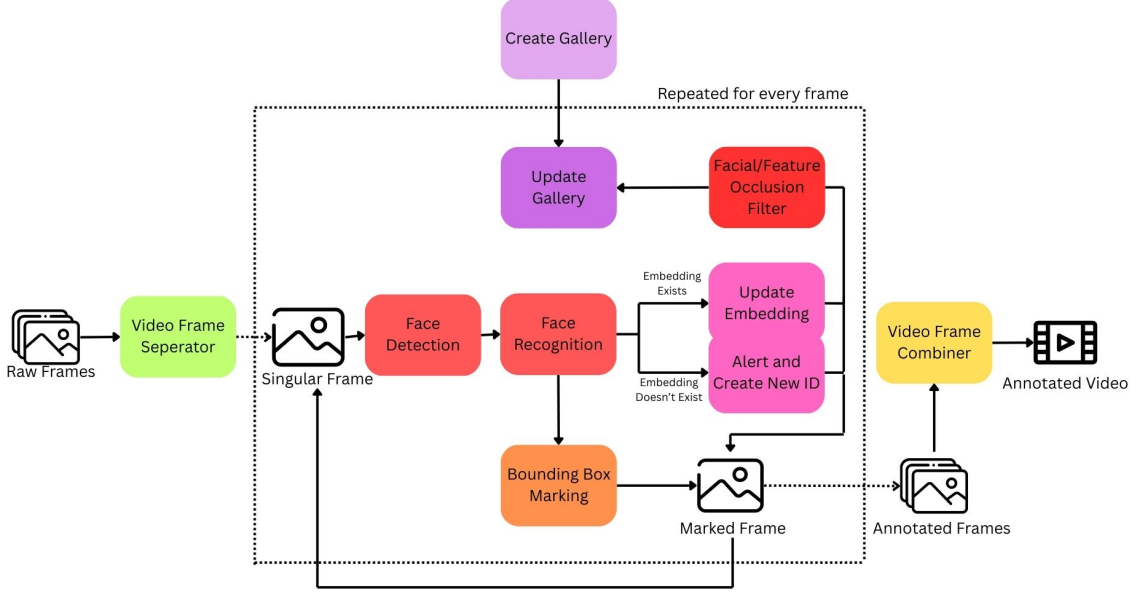 Create Gallery
Repeated for every frame
Update
Gallery
Facial/Feature
Occlusion
Filter
Embedding
Exists
Update
Embedding
Video Frame
Seperator
Face
Detection
Face
Recognition
Video Frame
Combiner
Raw Frames
Singular Frame
Embedding
Doesn't Exist
Alert and
Create New ID
Annotated Video
Bounding Box
Marking
Marked Frame
Annotated Frames